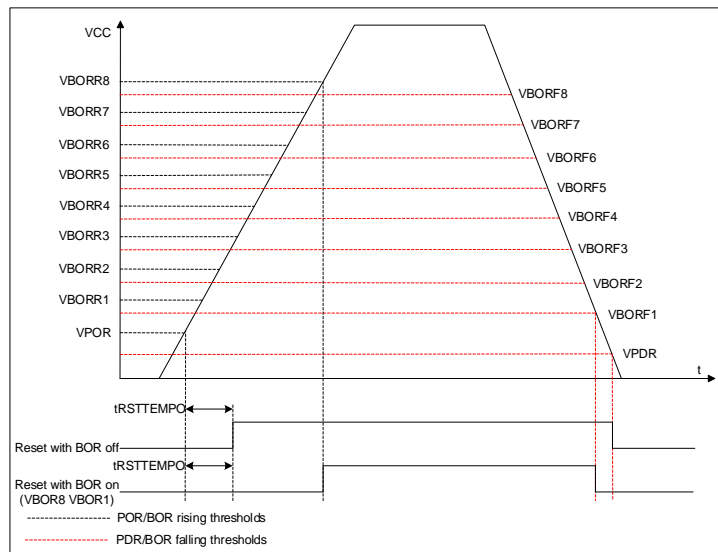 VCC
VBORR8
VBORR7
VBORR6
VBORR5
VBORR4
VBORR3
VBORR2
VBORR1
VPOR
VBORF8
VBORF7
VBORF6
VBORF5
VBORF4
VBORF3
VBORF2
VBORF1
VPDR
t
tRSTTEMPO
Reset with BOR off
tRSTTEMPO
Reset with BOR on
(VBOR8 VBOR1)
POR/BOR rising thresholds
PDR/BOR falling thresholds